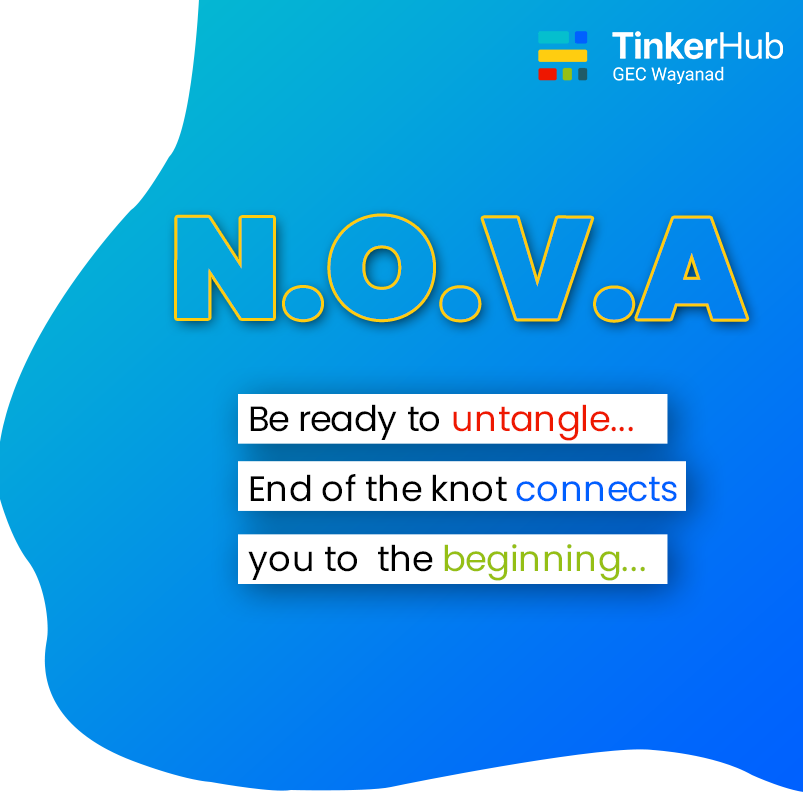 TinkerHub
GEC Wayanad
N.O.V.A
Be ready to untangle...
End of the knot connects
you to the beginning...